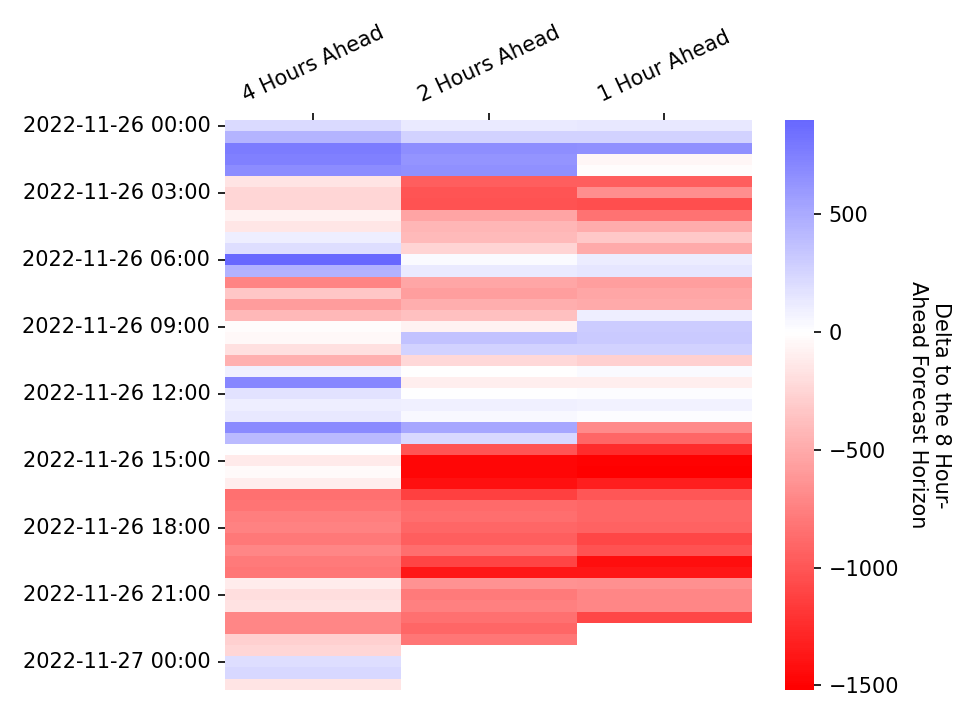 4 Hours Ahead
2 Hours Ahead
1 Hour Ahead
2022-11-26 00:00
2022-11-26 03:00
2022-11-26 06:00
2022-11-26 09:00
2022-11-26 12:00
2022-11-26 15:00
2022-11-26 18:00
2022-11-26 21:00
2022-11-27 00:00
500
0
−500
−1000
−1500
Delta to the 8 Hour-
Ahead Forecast Horizon